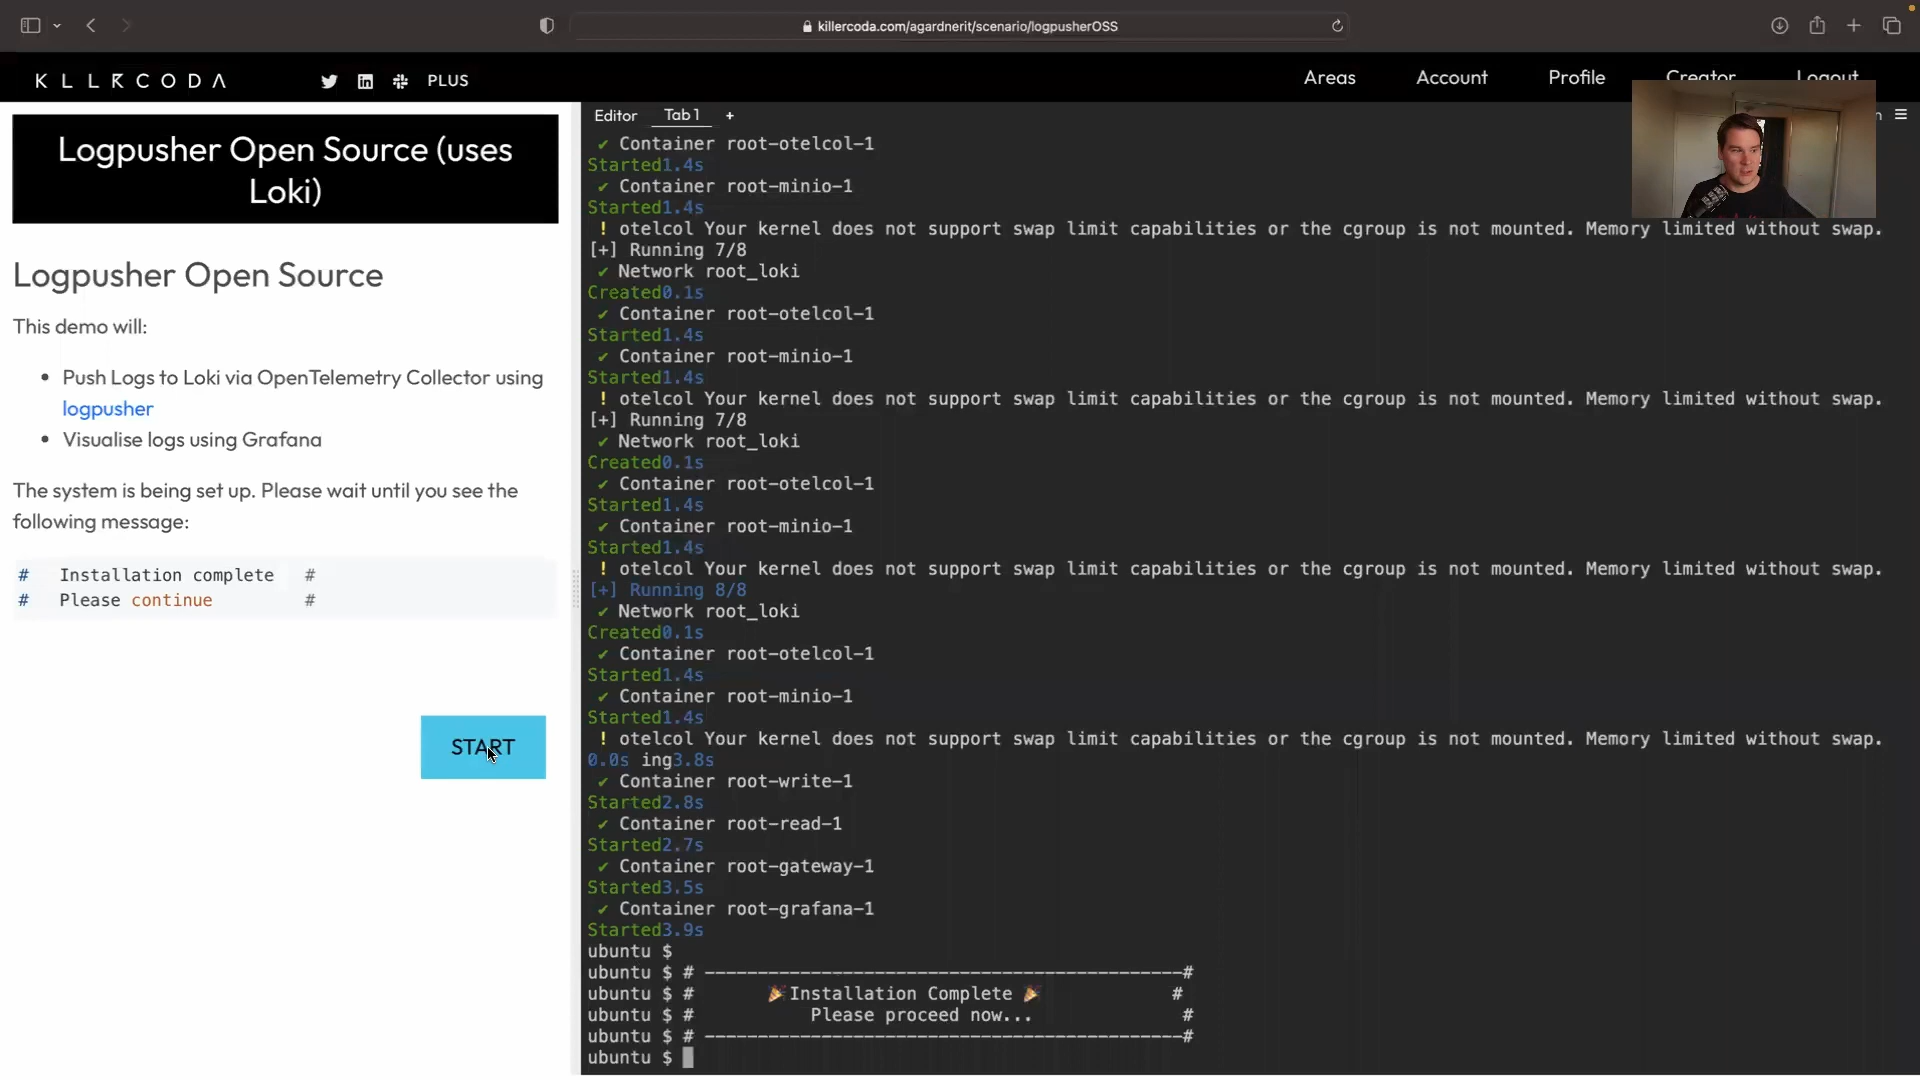 killercoda.com/agardnerit/scenario/logpusherOSS
KLLRCODA
PLUS
Areas
Account
Profile
Creator
Logout
Logpusher Open Source (uses
Loki)
Logpusher Open Source
This demo will:
• Push Logs to Loki via OpenTelemetry Collector using
logpusher
• Visualise logs using Grafana
The system is being set up. Please wait until you see the
following message:
# Installation complete #
# Please continue #
START
Editor
Tab 1
+
✔ Container root-otelcol-1
Started1.4s
✔ Container root-minio-1
Started1.4s
! otelcol Your kernel does not support swap limit capabilities or the cgroup is not mounted. Memory limited without swap.
[+] Running 7/8
✔ Network root_loki
Created0.1s
✔ Container root-otelcol-1
Started1.4s
✔ Container root-minio-1
Started1.4s
! otelcol Your kernel does not support swap limit capabilities or the cgroup is not mounted. Memory limited without swap.
[+] Running 7/8
✔ Network root_loki
Created0.1s
✔ Container root-otelcol-1
Started1.4s
✔ Container root-minio-1
Started1.4s
! otelcol Your kernel does not support swap limit capabilities or the cgroup is not mounted. Memory limited without swap.
[+] Running 8/8
✔ Network root_loki
Created0.1s
✔ Container root-otelcol-1
Started1.4s
✔ Container root-minio-1
Started1.4s
! otelcol Your kernel does not support swap limit capabilities or the cgroup is not mounted. Memory limited without swap.
0.0s ing3.8s
✔ Container root-write-1
Started2.8s
✔ Container root-read-1
Started2.7s
✔ Container root-gateway-1
Started3.5s
✔ Container root-grafana-1
Started3.9s
ubuntu $
ubuntu $ # ---------------------------------------------#
ubuntu $ # 🎉Installation Complete 🎉 #
ubuntu $ # Please proceed now... #
ubuntu $ # ---------------------------------------------#
ubuntu $